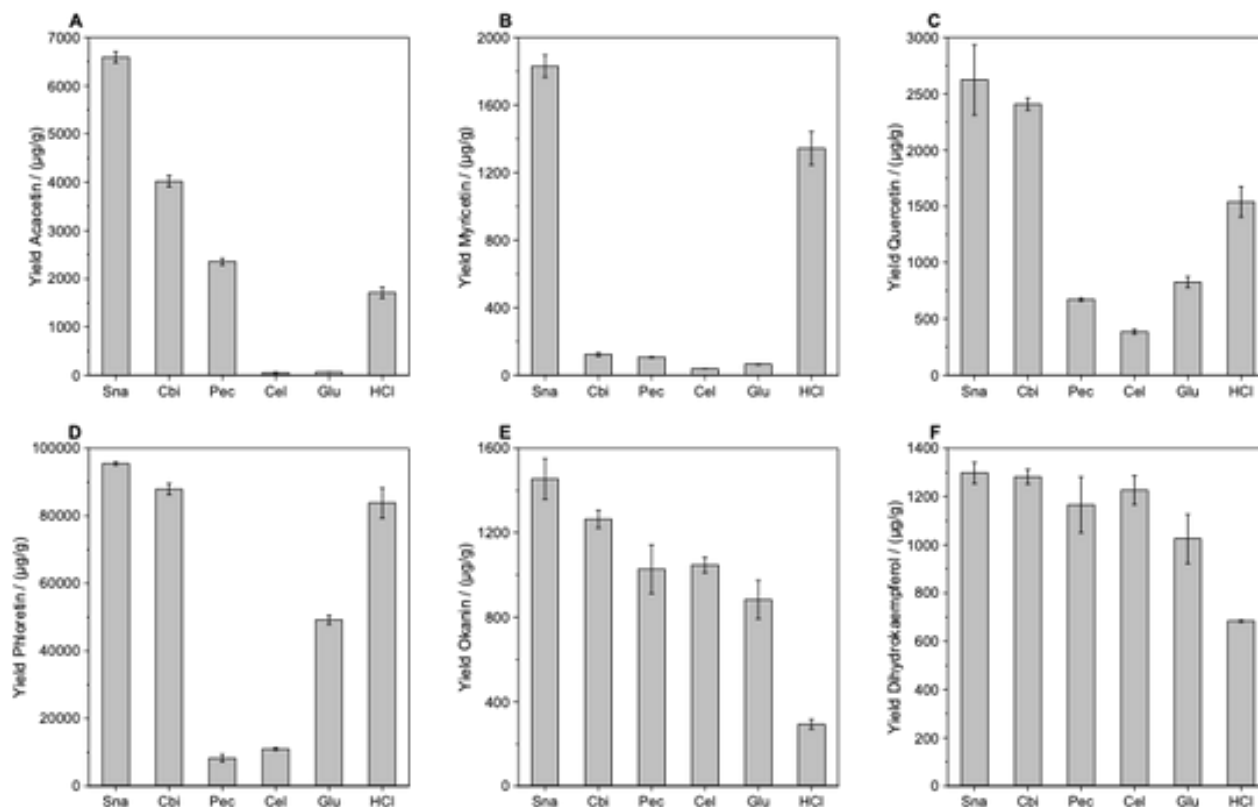 A
Yield Acacetin / (µg/g)
7000
6000
5000
4000
3000
2000
1000
0
Sna Cbi Pec Cel Glu HCl
B
Yield Myricetin / (µg/g)
2000
1600
1200
800
400
0
Sna Cbi Pec Cel Glu HCl
C
Yield Quercetin / (µg/g)
3000
2500
2000
1500
1000
500
0
Sna Cbi Pec Cel Glu HCl
D
Yield Phloretin / (µg/g)
100000
80000
60000
40000
20000
0
Sna Cbi Pec Cel Glu HCl
E
Yield Okanin / (µg/g)
1600
1200
800
400
0
Sna Cbi Pec Cel Glu HCl
F
Yield Dihydrokaempferol / (µg/g)
1400
1200
1000
800
600
400
200
0
Sna Cbi Pec Cel Glu HCl